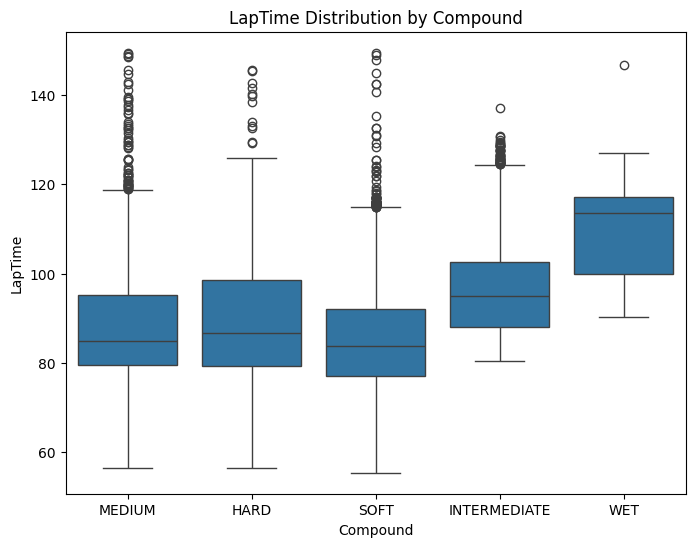 LapTime Distribution by Compound
LapTime
140
120
100
80
60
MEDIUM HARD SOFT INTERMEDIATE WET
Compound